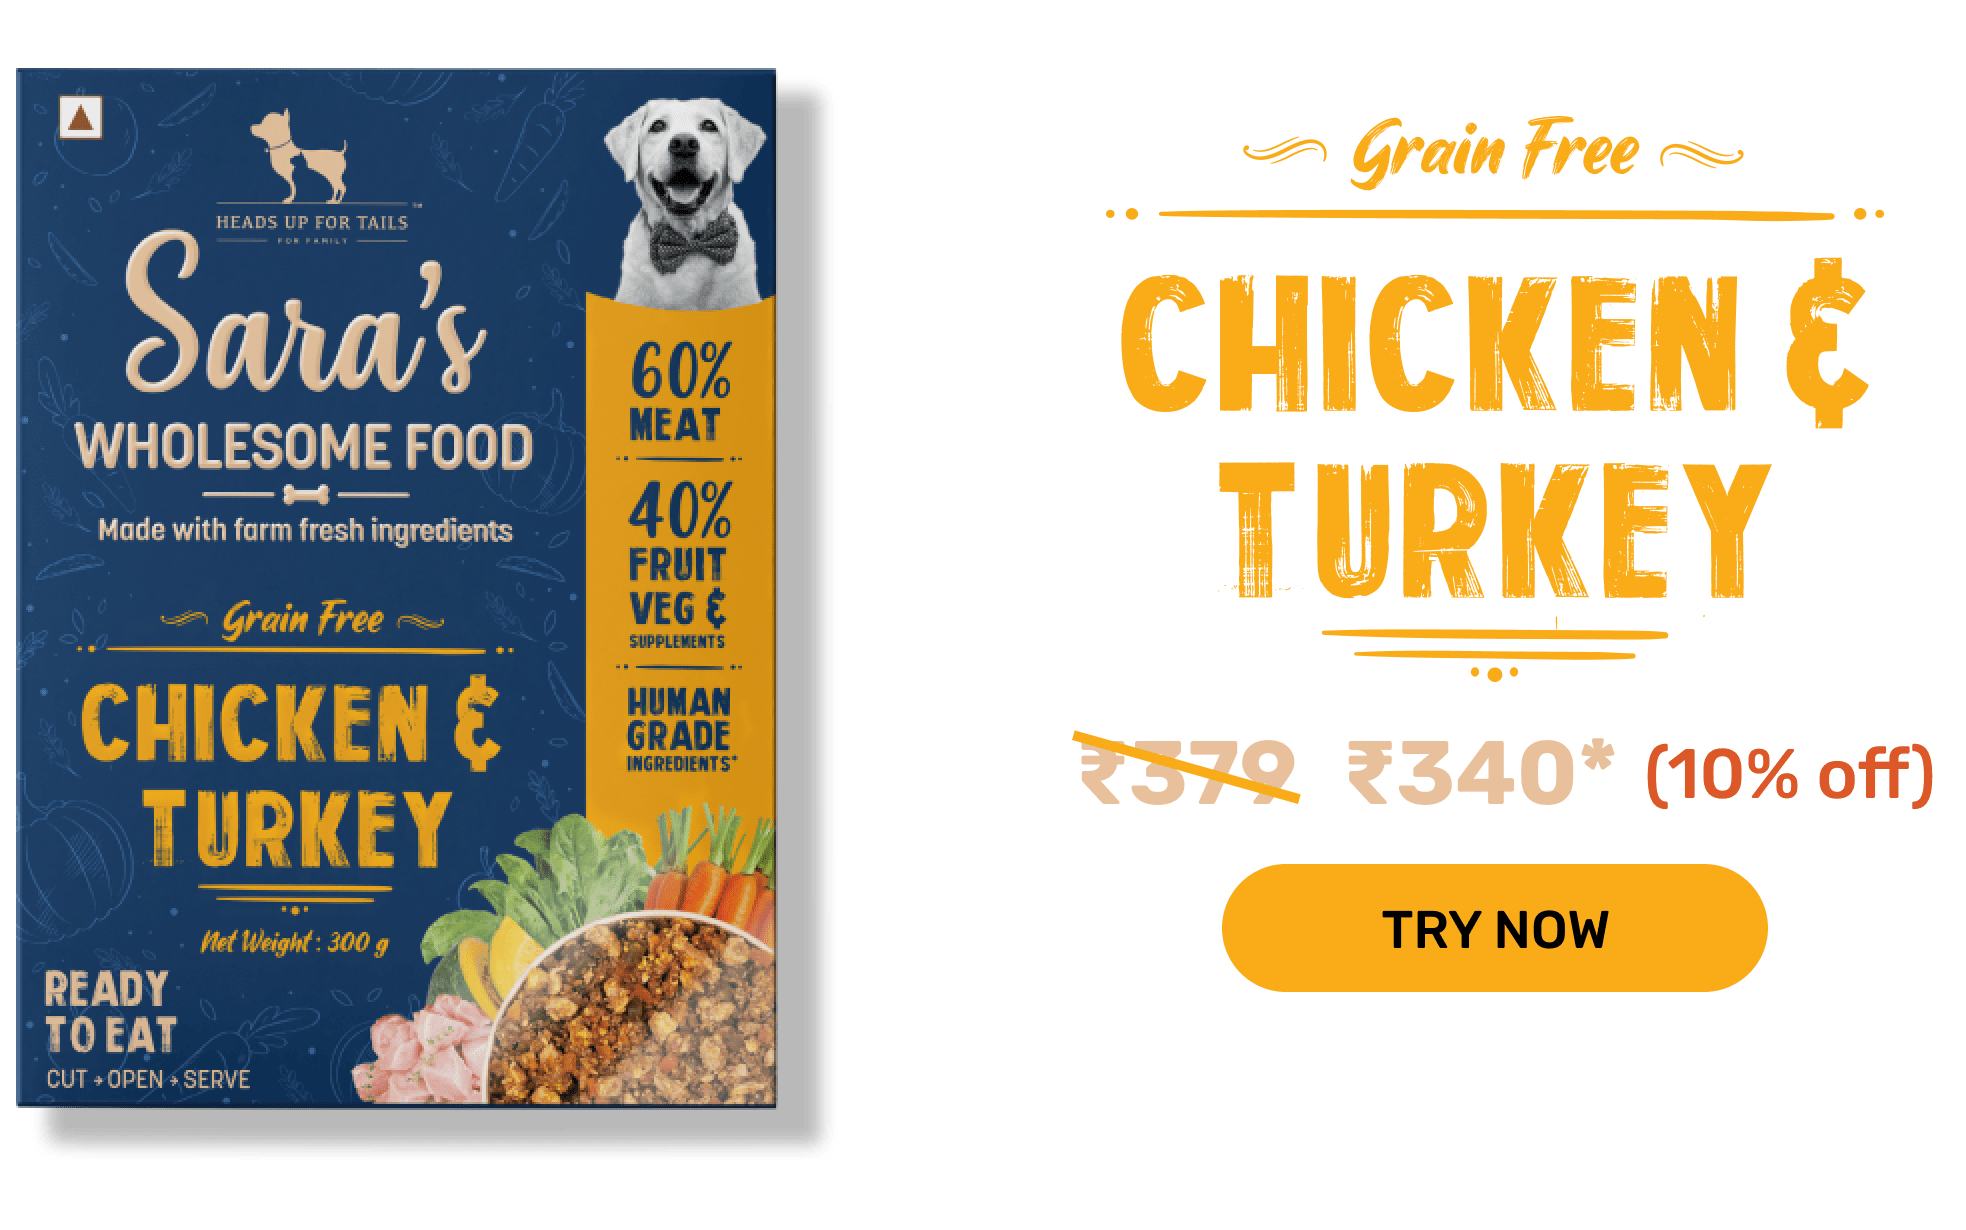 HEADS UP FOR TAILS
FOR FAMILY
Sara's
WHOLESOME FOOD
Made with farm fresh ingredients
Grain Free
CHICKEN &
TURKEY
Net Weight : 300 g
READY
TO EAT
CUT → OPEN → SERVE
60%
MEAT
40%
FRUIT
VEG &
SUPPLEMENTS
HUMAN
GRADE
INGREDIENTS*
Grain Free
CHICKEN &
TURKEY
₹379 ₹340* (10% off)
TRY NOW